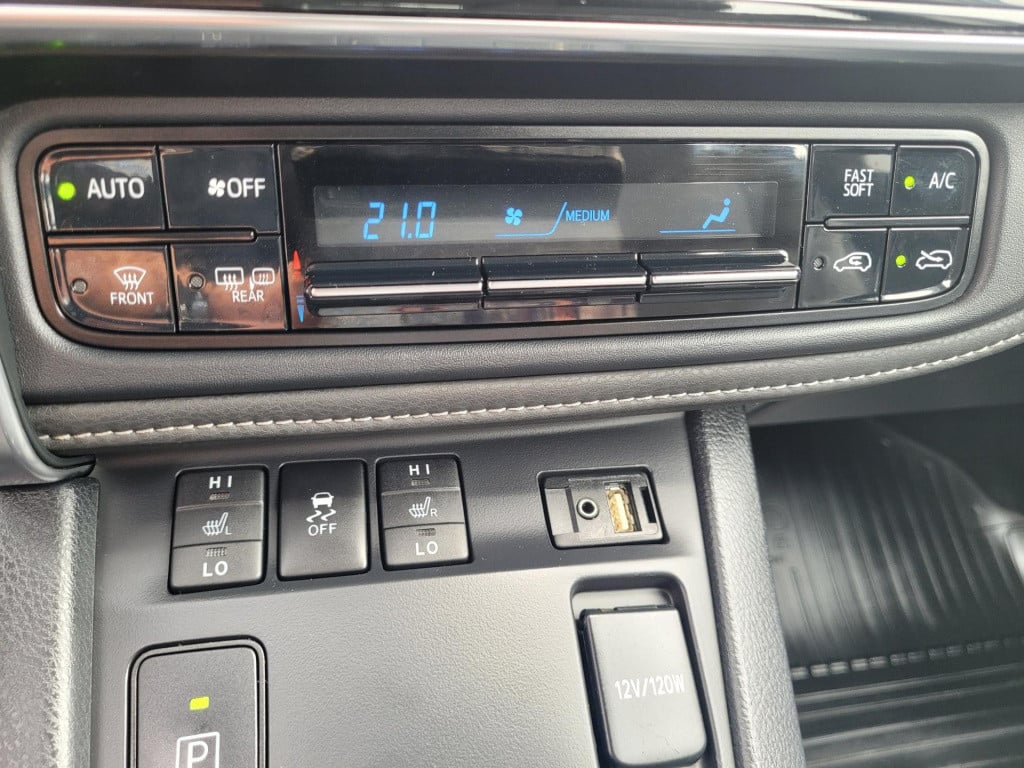 AUTO
OFF
21.0
MEDIUM
FAST
SOFT
A/C
FRONT
REAR
HI
L
LO
OFF
HI
R
LO
12V/120W
P